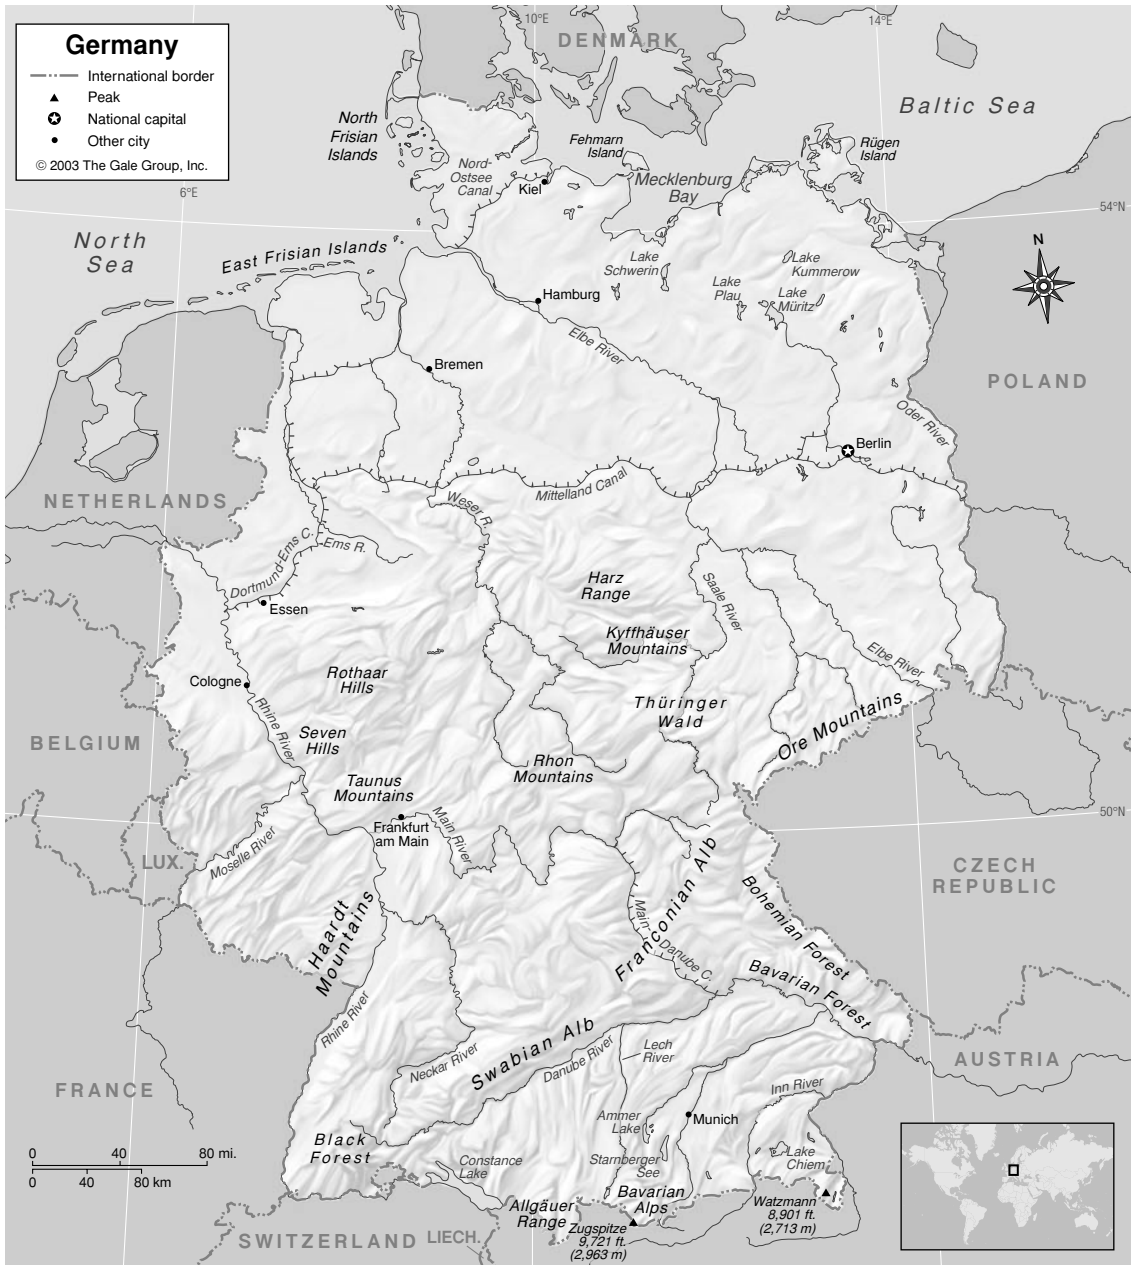 Germany
International border
Peak
National capital
Other city
© 2003 The Gale Group, Inc.
10°E
14°E
DENMARK
Baltic Sea
North
Frisian
Islands
Fehmarn
Island
Rügen
Island
Nord-
Ostsee
Canal
Kiel
Mecklenburg
Bay
6°E
54°N
North
Sea
East Frisian Islands
N
Lake
Schwerin
Lake
Kummerow
Lake
Plau
Lake
Müritz
Hamburg
Elbe River
Bremen
POLAND
Oder River
Berlin
NETHERLANDS
Weser R.
Mittelland Canal
Dortmund-Ems C.
Ems R.
Essen
Harz
Range
Saale River
Kyffhäuser
Mountains
Elbe River
Cologne
Rothaar
Hills
Rhine River
Thüringer
Wald
Ore Mountains
BELGIUM
Seven
Hills
Rhon
Mountains
Taunus
Mountains
50°N
Frankfurt
am Main
Main River
Moselle River
LUX.
CZECH
REPUBLIC
Haardt
Mountains
Franconian Alb
Main-Danube C.
Bohemian Forest
Bavarian Forest
Rhine River
Neckar River
Swabian Alb
Danube River
Lech
River
AUSTRIA
FRANCE
Inn River
Ammer
Lake
Munich
Black
Forest
Constance
Lake
Starnberger
See
Lake
Chiem
0 40 80 mi.
0 40 80 km
Allgäuer
Range
Bavarian
Alps
Watzmann
8,901 ft.
(2,713 m)
Zugspitze
9,721 ft.
(2,963 m)
SWITZERLAND
LIECH.